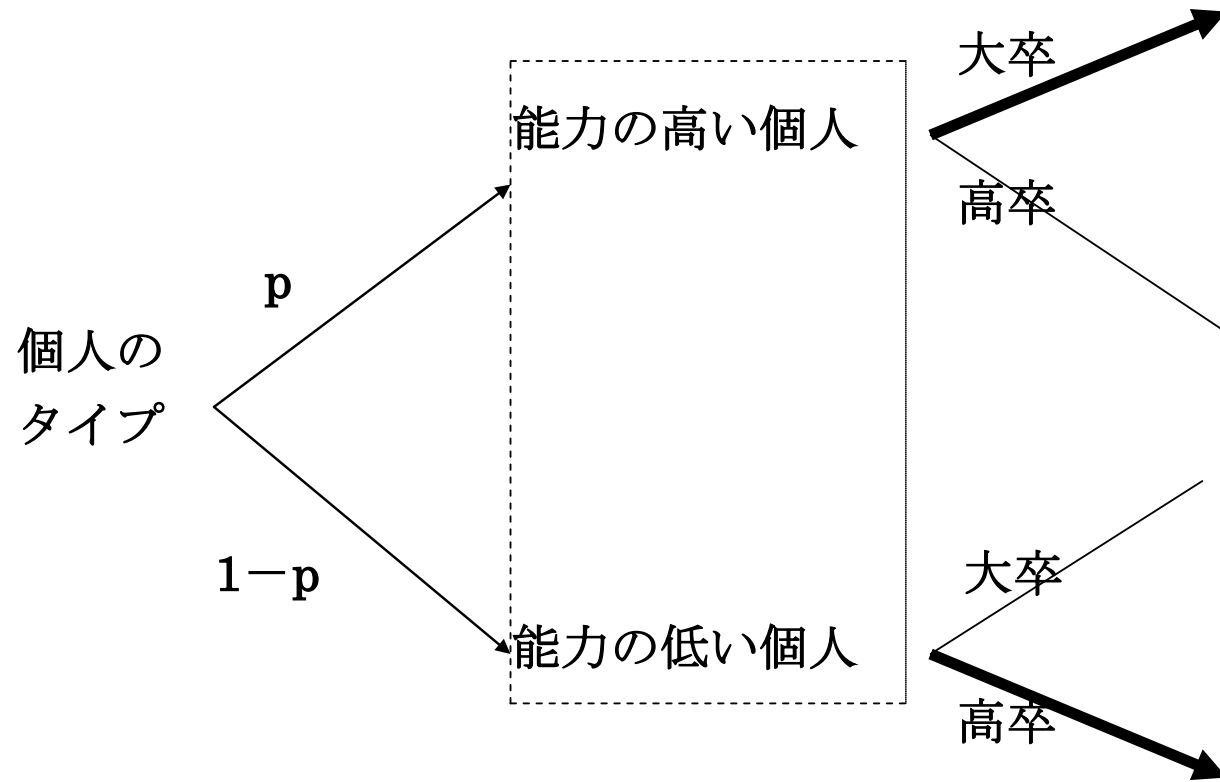 大卒
能力の高い個人
高卒
p
個人の
タイプ
1－p
大卒
能力の低い個人
高卒